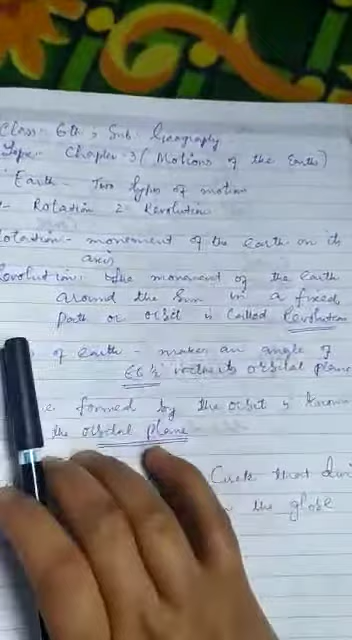 Class- 6th, Sub. Geography
Chapter-3 (Motions of the Earth)
Earth- Two types of motion
Rotation 2 Revolution
Rotation- movement of the earth on its
axis
Revolution: the movement of the earth
around the Sun in a fixed
path or orbit is called Revolution
of earth- makes an angle of
66½ with its orbital plane
formed by the orbit is known
the orbital plane
Circle that
the globe